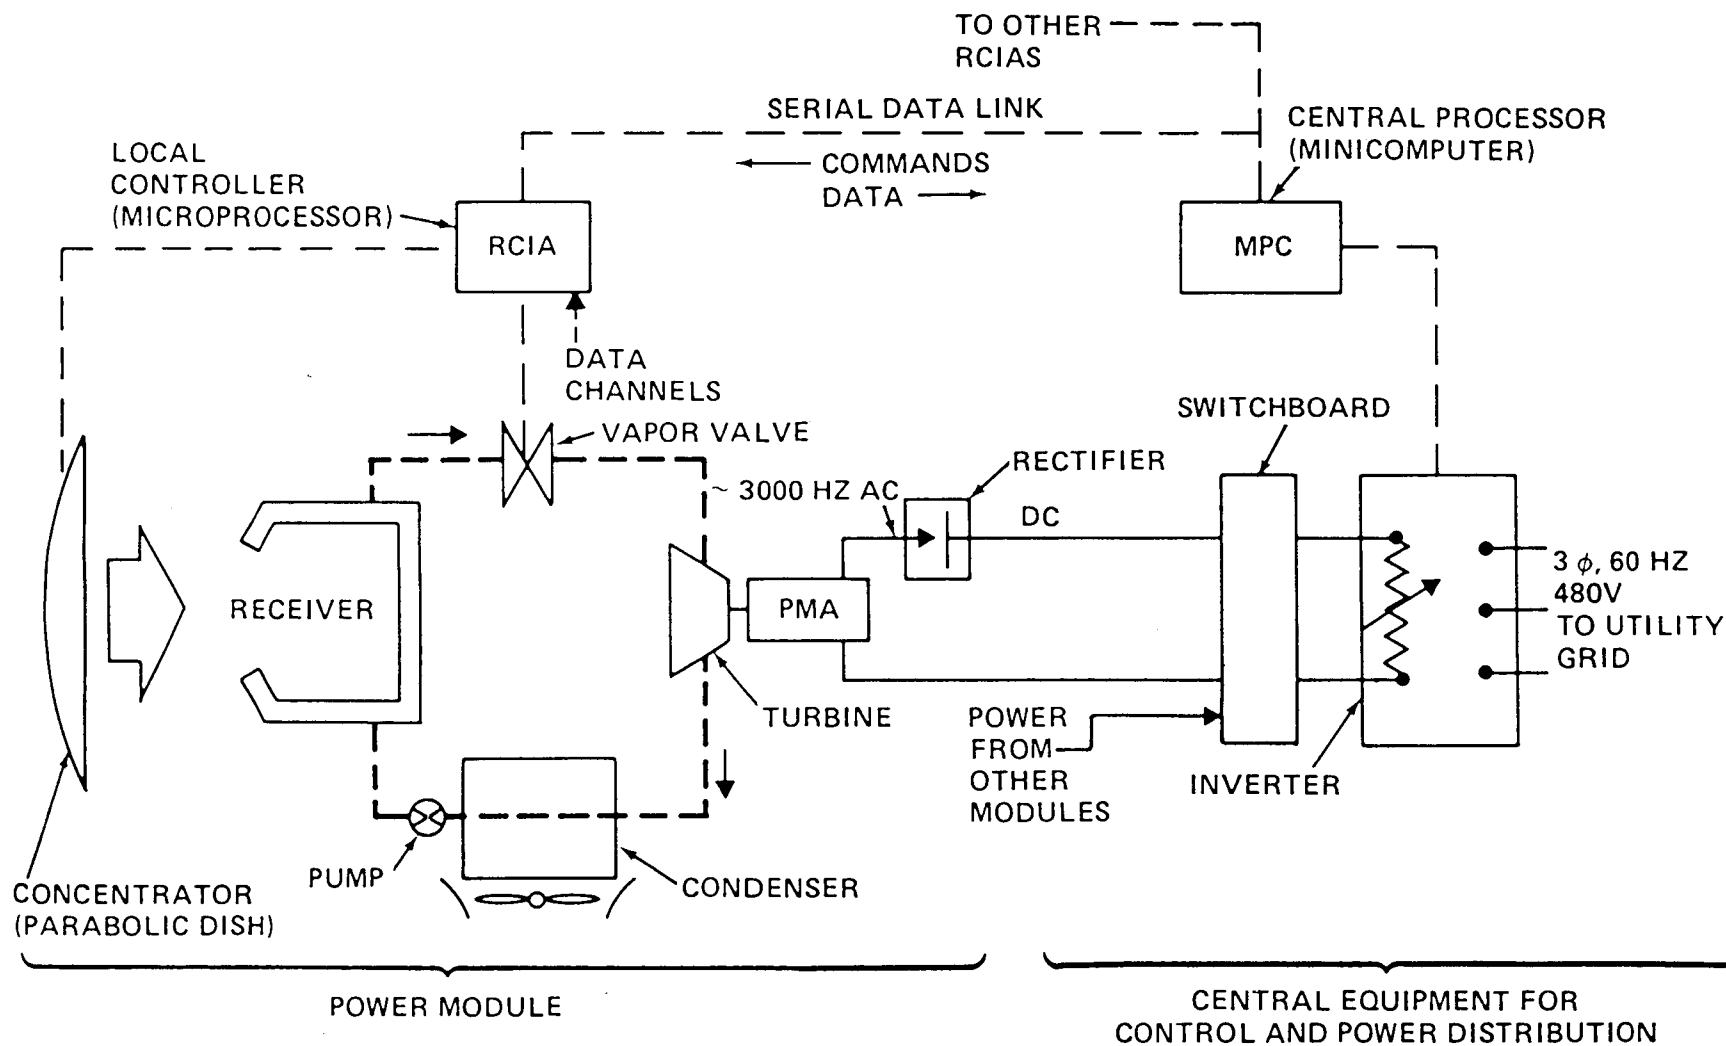 TO OTHER
RCIAS
SERIAL DATA LINK
COMMANDS
DATA
CENTRAL PROCESSOR
(MINICOMPUTER)
LOCAL
CONTROLLER
(MICROPROCESSOR)
RCIA
MPC
DATA
CHANNELS
VAPOR VALVE
SWITCHBOARD
RECTIFIER
~ 3000 HZ AC
DC
RECEIVER
PMA
3 ϕ, 60 HZ
480V
TO UTILITY
GRID
TURBINE
POWER
FROM
OTHER
MODULES
INVERTER
PUMP
CONDENSER
CONCENTRATOR
(PARABOLIC DISH)
POWER MODULE
CENTRAL EQUIPMENT FOR
CONTROL AND POWER DISTRIBUTION